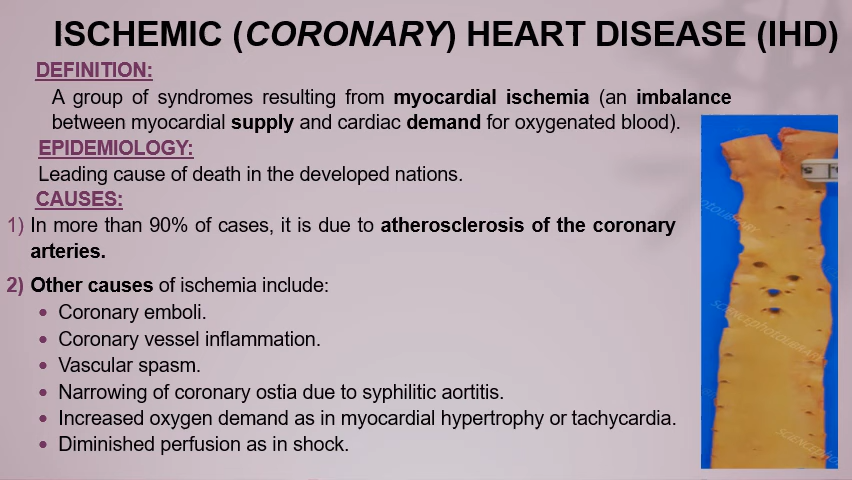 ISCHEMIC (CORONARY) HEART DISEASE (IHD)
DEFINITION:
A group of syndromes resulting from myocardial ischemia (an imbalance
between myocardial supply and cardiac demand for oxygenated blood).
EPIDEMIOLOGY:
Leading cause of death in the developed nations.
CAUSES:
1) In more than 90% of cases, it is due to atherosclerosis of the coronary
arteries.
2) Other causes of ischemia include:
• Coronary emboli.
• Coronary vessel inflammation.
• Vascular spasm.
• Narrowing of coronary ostia due to syphilitic aortitis.
• Increased oxygen demand as in myocardial hypertrophy or tachycardia.
• Diminished perfusion as in shock.
SCIENCEPHOTOLIBRARY